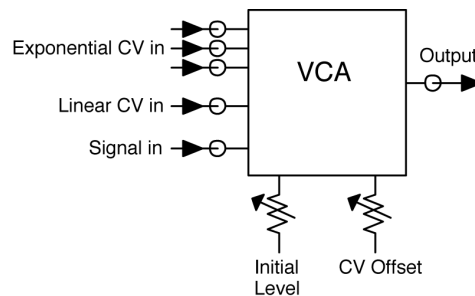 Exponential CV in
Linear CV in
Signal in
VCA
Output
Initial
Level
CV Offset